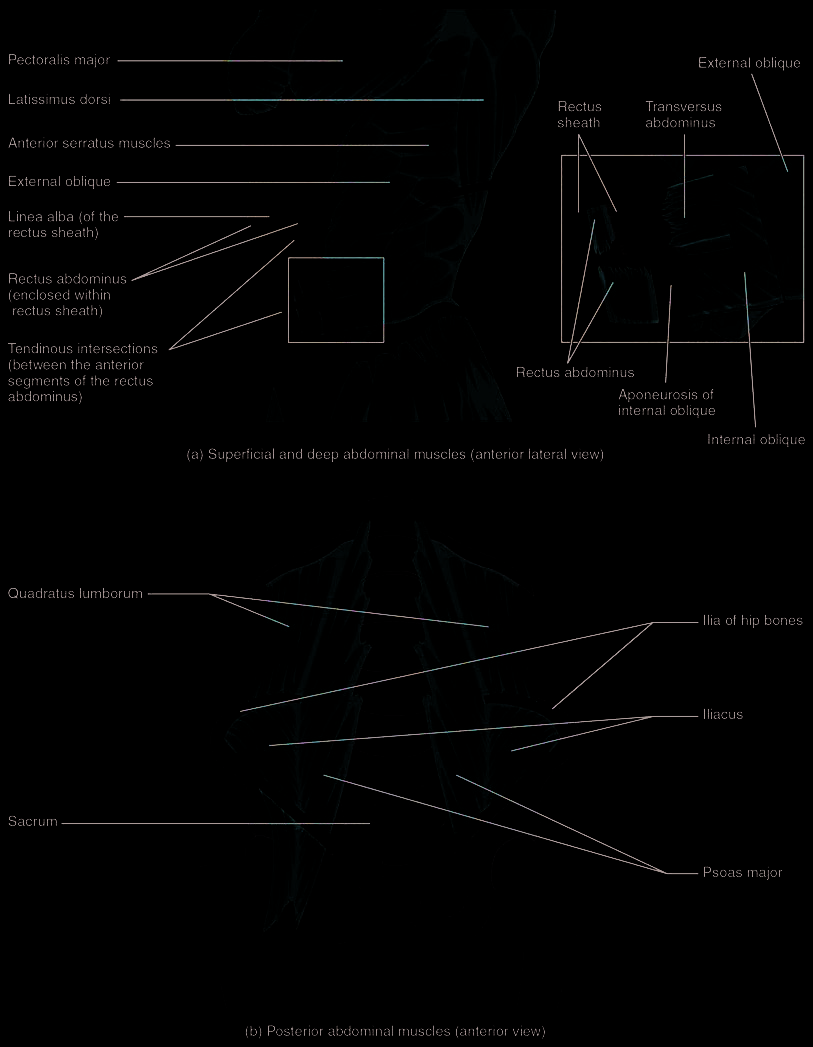 Pectoralis major
Latissimus dorsi
Anterior serratus muscles
External oblique
Linea alba (of the
rectus sheath)
Rectus abdominus
(enclosed within
rectus sheath)
Tendinous intersections
(between the anterior
segments of the rectus
abdominus)
External oblique
Rectus
sheath
Transversus
abdominus
Rectus abdominus
Aponeurosis of
internal oblique
Internal oblique
(a) Superficial and deep abdominal muscles (anterior lateral view)
Quadratus lumborum
Ilia of hip bones
Iliacus
Sacrum
Psoas major
(b) Posterior abdominal muscles (anterior view)